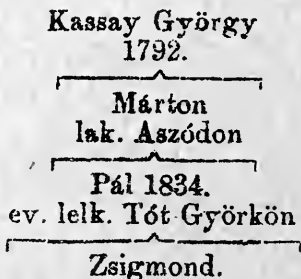 Kassay György
1792.
Márton
lak. Aszódon
Pál 1834.
ev. lelk. Tót-Györkön
Zsigmond.